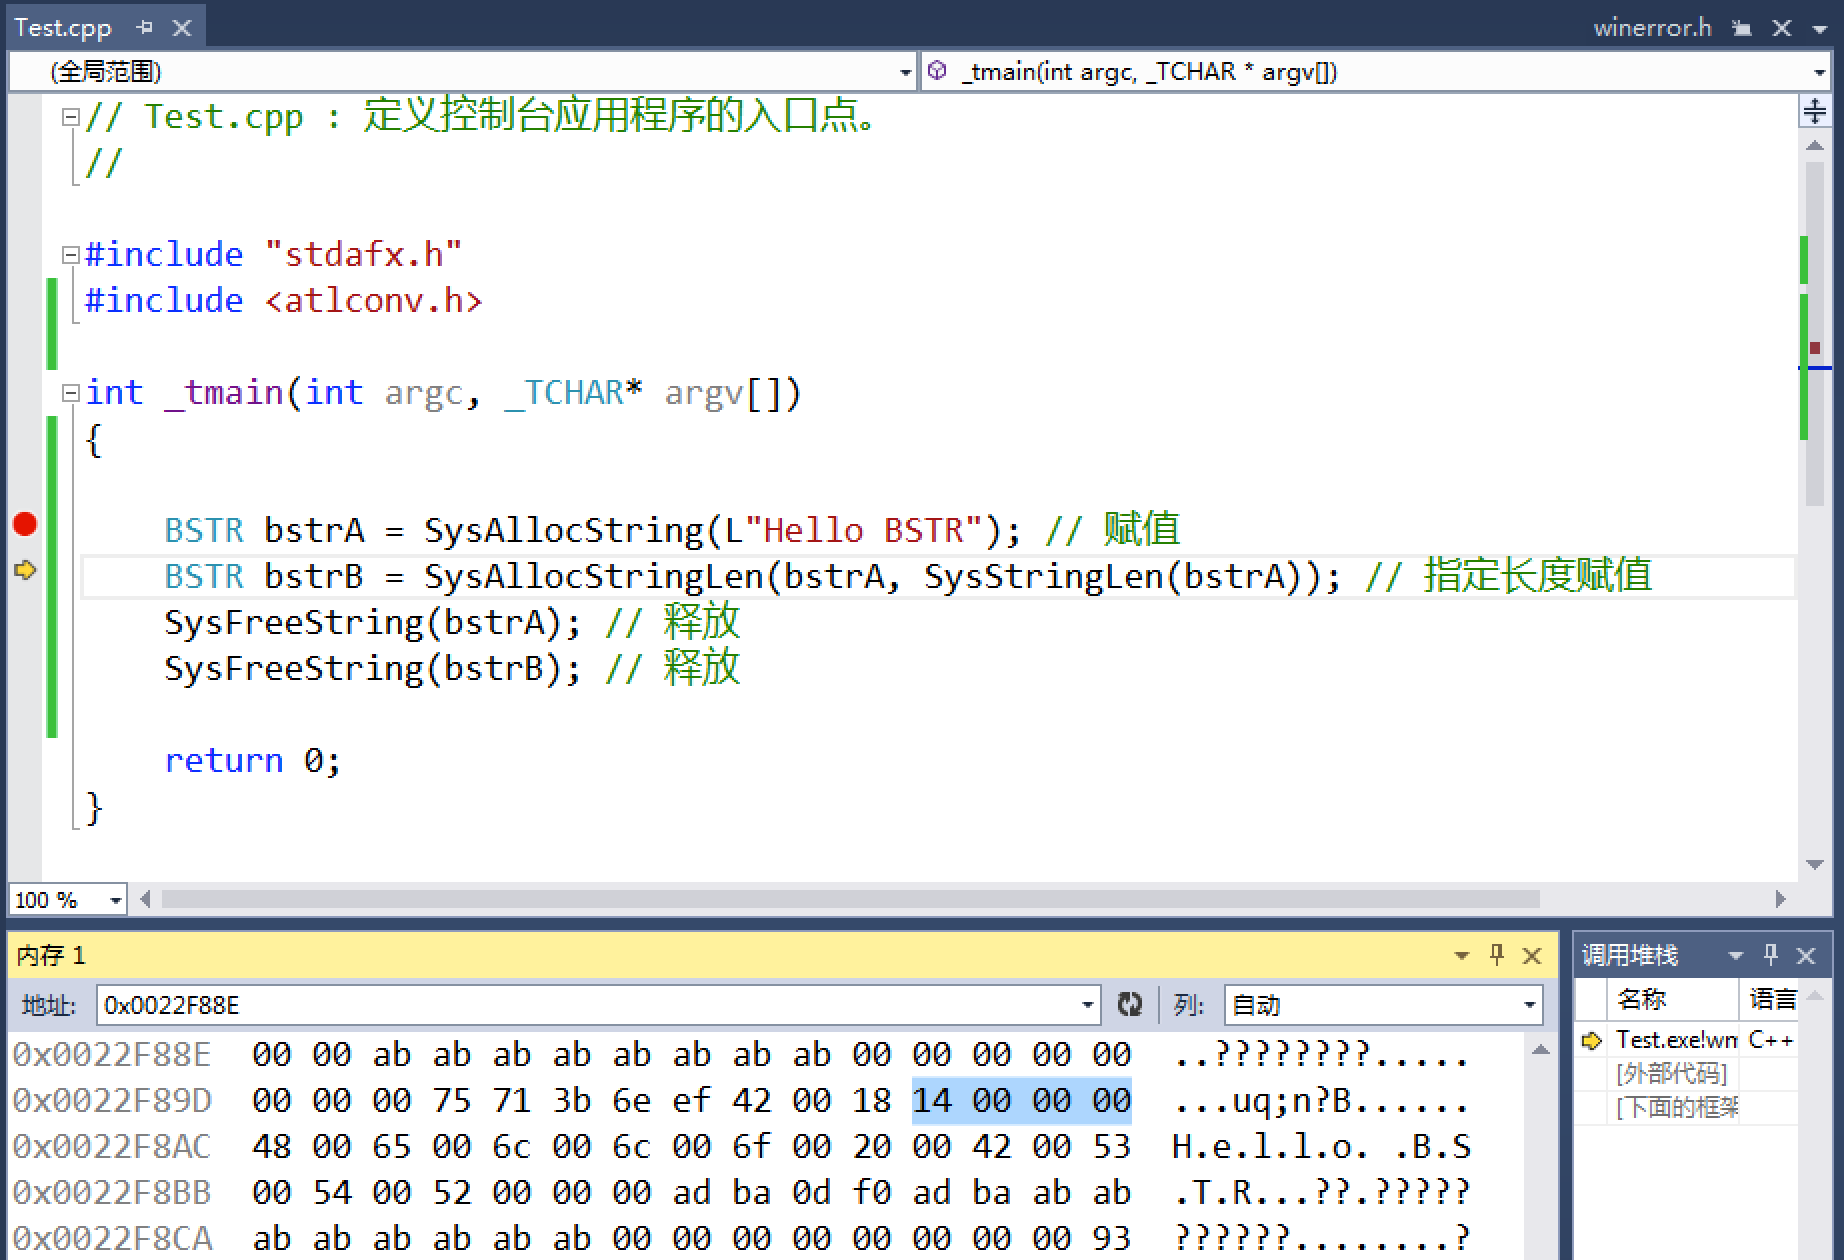 Test.cpp winerror.h
(全局范围) _tmain(int argc, _TCHAR * argv[])
// Test.cpp : 定义控制台应用程序的入口点。
//
#include "stdafx.h"
#include <atlconv.h>
int _tmain(int argc, _TCHAR* argv[])
{
BSTR bstrA = SysAllocString(L"Hello BSTR"); // 赋值
BSTR bstrB = SysAllocStringLen(bstrA, SysStringLen(bstrA)); // 指定长度赋值
SysFreeString(bstrA); // 释放
SysFreeString(bstrB); // 释放
return 0;
}
100 %
内存 1
地址: 0x0022F88E 列: 自动
0x0022F88E 00 00 ab ab ab ab ab ab ab ab 00 00 00 00 00 ..????????.....
0x0022F89D 00 00 00 75 71 3b 6e ef 42 00 18 14 00 00 00 ...uq;n?B......
0x0022F8AC 48 00 65 00 6c 00 6c 00 6f 00 20 00 42 00 53 H.e.l.l.o. .B.S
0x0022F8BB 00 54 00 52 00 00 00 ad ba 0d f0 ad ba ab ab .T.R...??.?????
0x0022F8CA ab ab ab ab ab ab 00 00 00 00 00 00 00 00 93 ??????........?
调用堆栈
名称 语言
Test.exe!wm C++
[外部代码]
[下面的框架